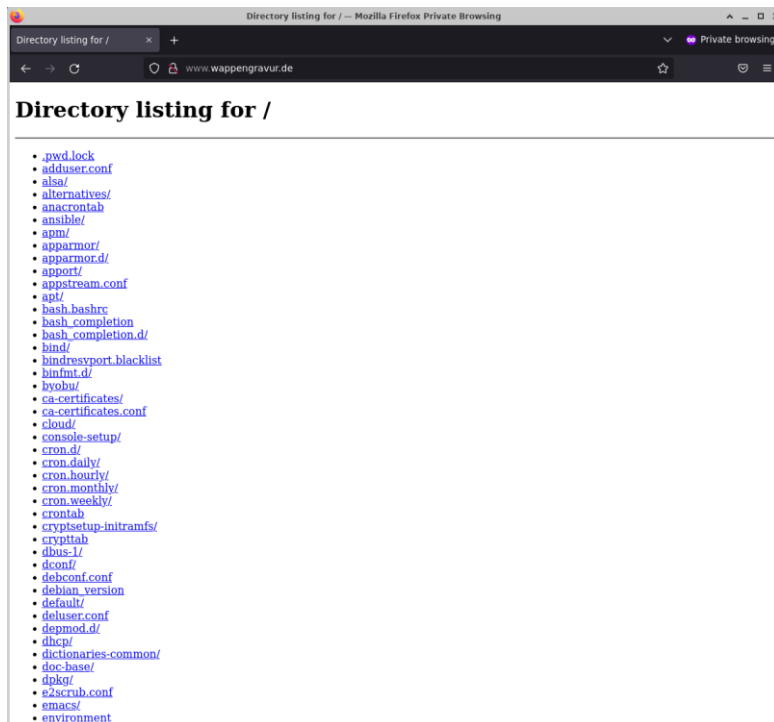 Directory listing for / — Mozilla Firefox Private Browsing
Directory listing for /
Private browsing
www.wappengravur.de
Directory listing for /
.pwd.lock
adduser.conf
alsa/
alternatives/
anacrontab
ansible/
apm/
apparmor/
apparmor.d/
apport/
appstream.conf
apt/
bash.bashrc
bash_completion
bash_completion.d/
bind/
bindresvport.blacklist
binfmt.d/
byobu/
ca-certificates/
ca-certificates.conf
cloud/
console-setup/
cron.d/
cron.daily/
cron.hourly/
cron.monthly/
cron.weekly/
crontab
cryptsetup-initramfs/
crypttab
dbus-1/
dconf/
debconf.conf
debian_version
default/
deluser.conf
depmod.d/
dhcp/
dictionaries-common/
doc-base/
dpkg/
e2scrub.conf
emacs/
environment